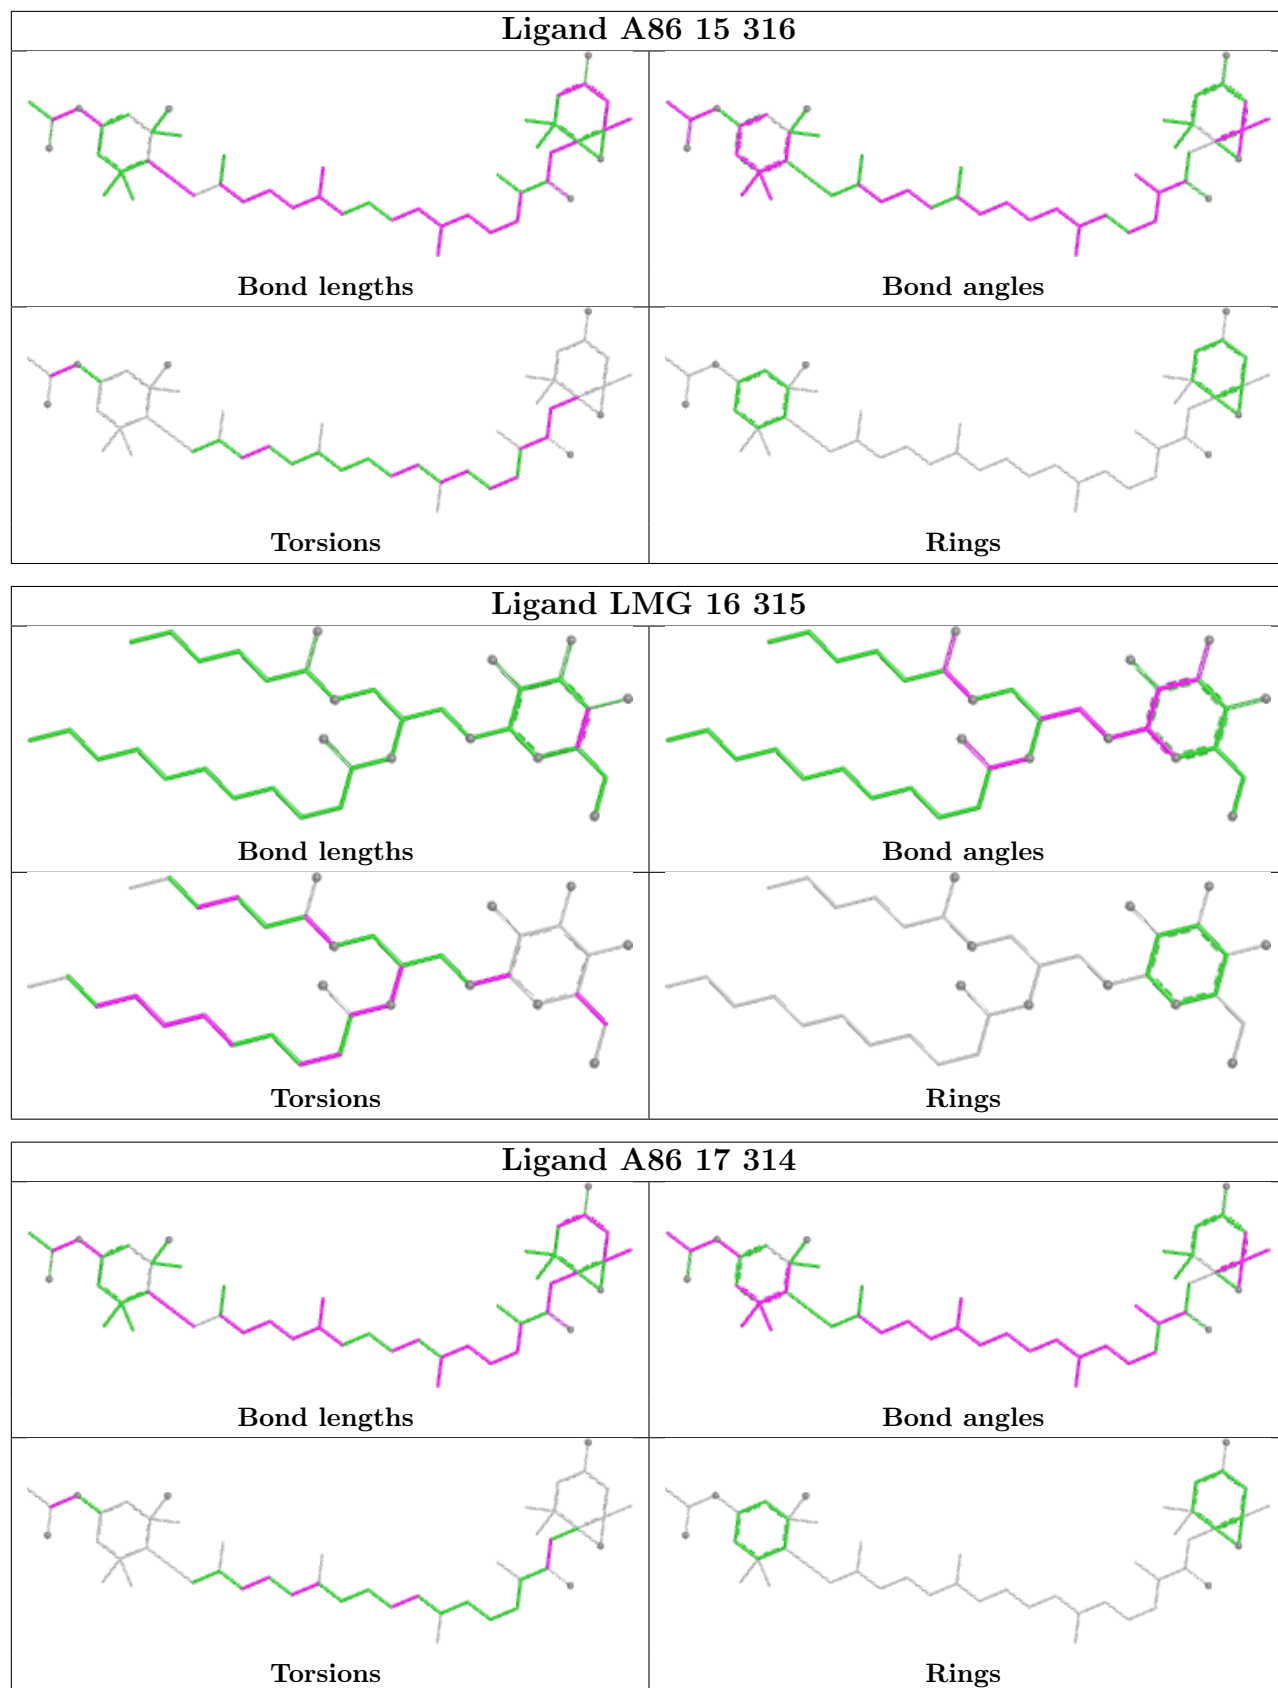 Ligand A86 15 316
Bond lengths
Bond angles
Torsions
Rings
Ligand LMG 16 315
Bond lengths
Bond angles
Torsions
Rings
Ligand A86 17 314
Bond lengths
Bond angles
Torsions
Rings